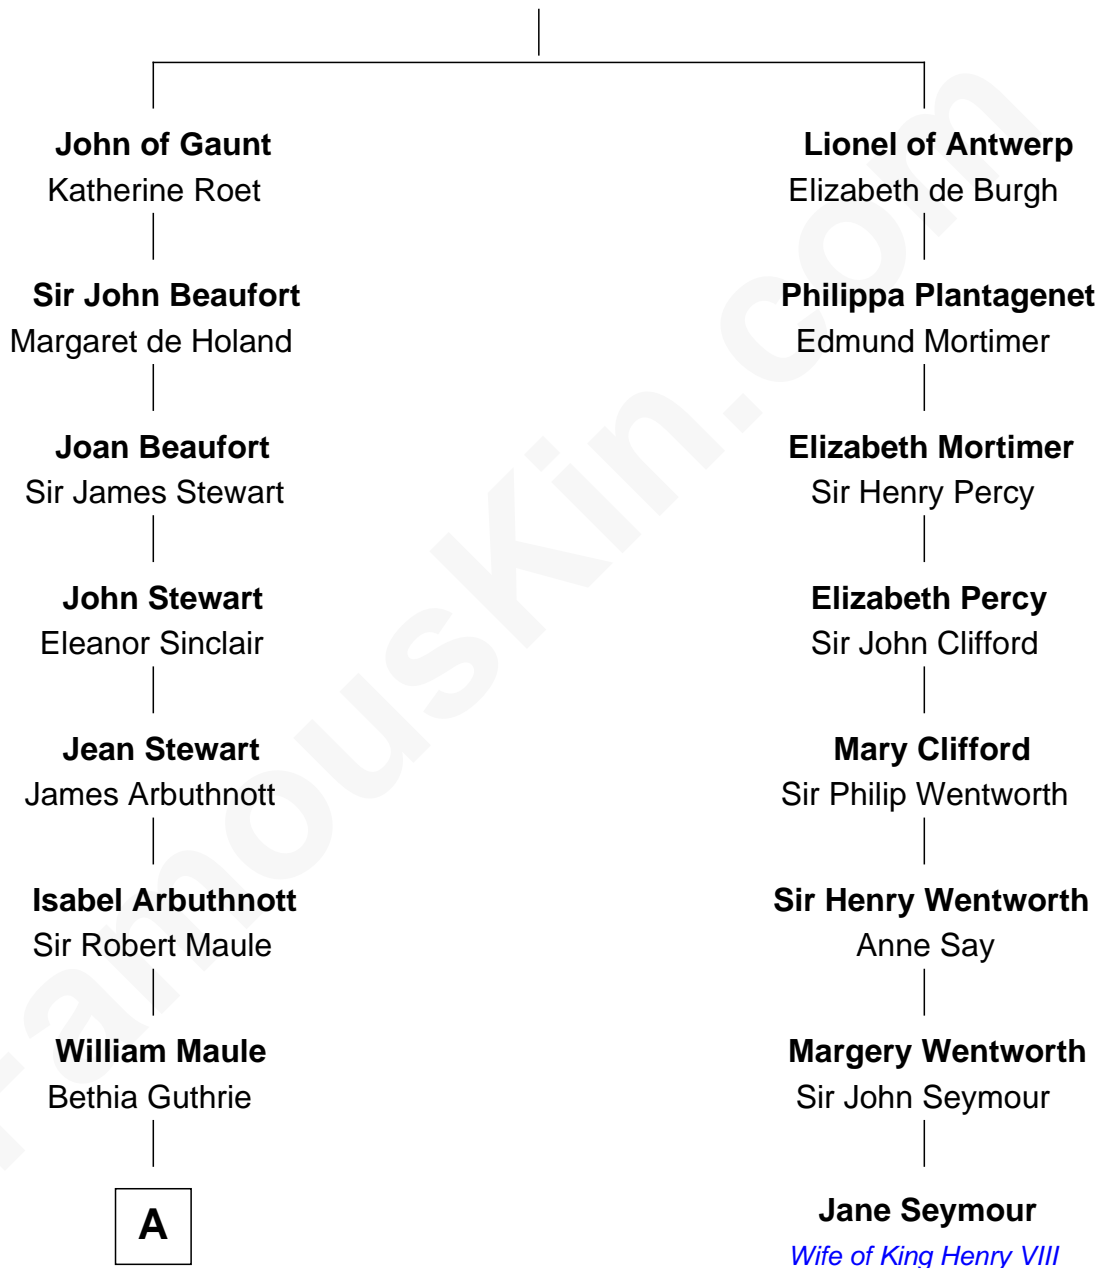 John of Gaunt
Katherine Roet
Sir John Beaufort
Margaret de Holand
Joan Beaufort
Sir James Stewart
John Stewart
Eleanor Sinclair
Jean Stewart
James Arbuthnott
Isabel Arbuthnott
Sir Robert Maule
William Maule
Bethia Guthrie
A
Lionel of Antwerp
Elizabeth de Burgh
Philippa Plantagenet
Edmund Mortimer
Elizabeth Mortimer
Sir Henry Percy
Elizabeth Percy
Sir John Clifford
Mary Clifford
Sir Philip Wentworth
Sir Henry Wentworth
Anne Say
Margery Wentworth
Sir John Seymour
Jane Seymour
Wife of King Henry VIII
FamousKin.com